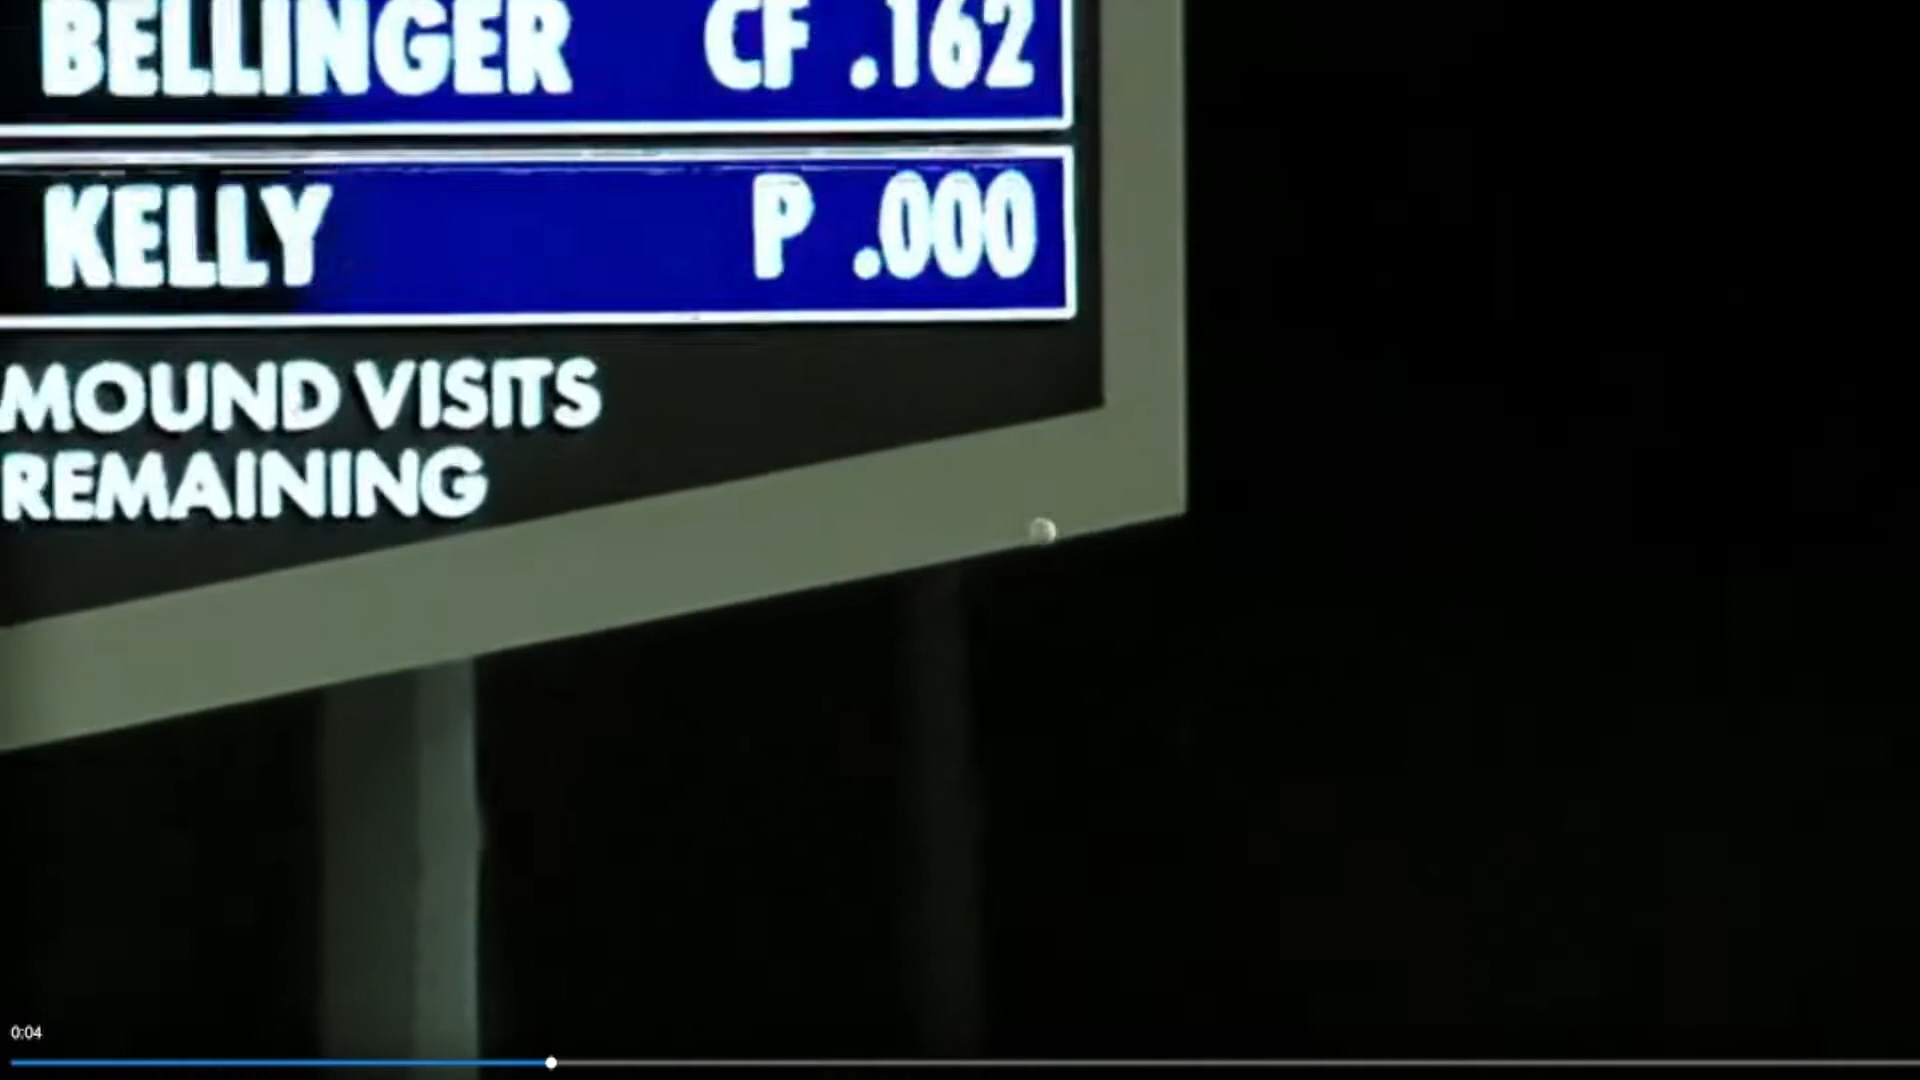 BELLINGER CF .162
KELLY P .000
MOUND VISITS
REMAINING
0:04